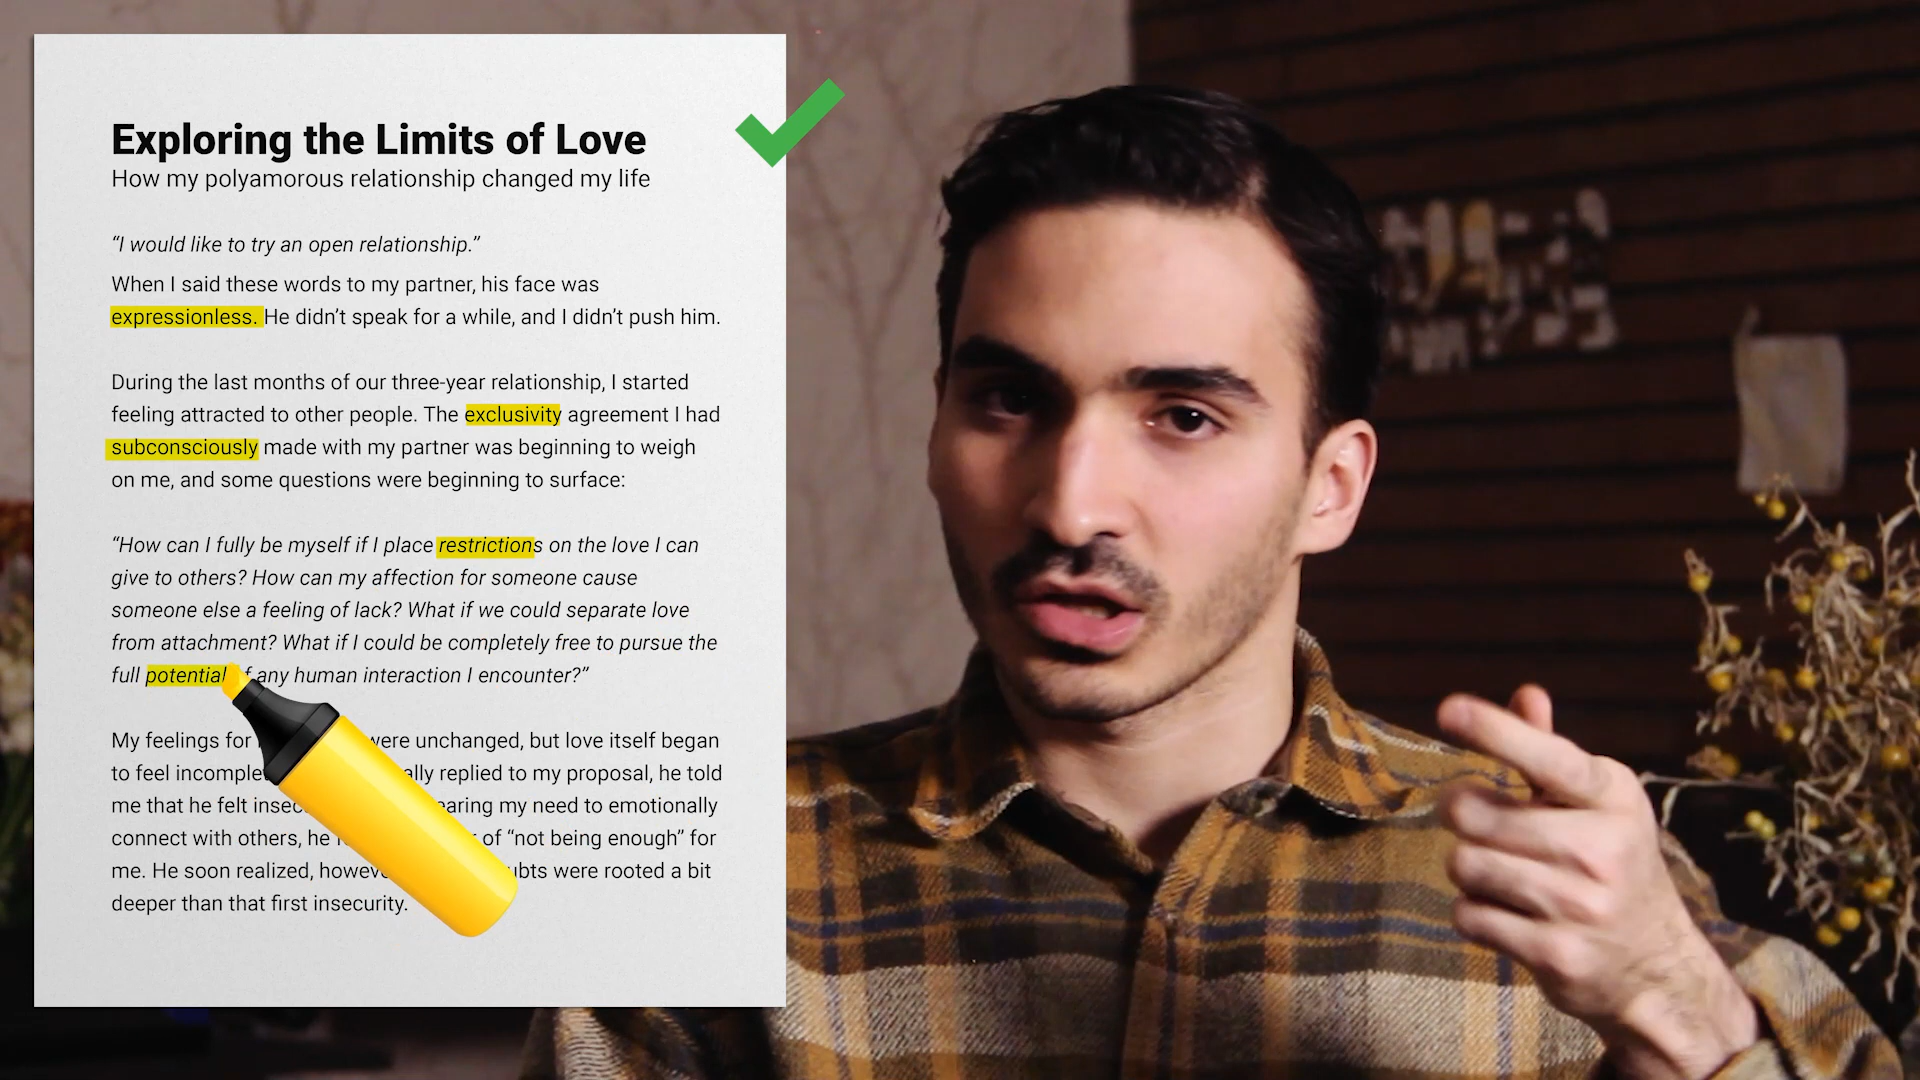 Exploring the Limits of Love
How my polyamorous relationship changed my life
“I would like to try an open relationship.”
When I said these words to my partner, his face was
expressionless. He didn’t speak for a while, and I didn’t push him.
During the last months of our three-year relationship, I started
feeling attracted to other people. The exclusivity agreement I had
subconsciously made with my partner was beginning to weigh
on me, and some questions were beginning to surface:
“How can I fully be myself if I place restrictions on the love I can
give to others? How can my affection for someone cause
someone else a feeling of lack? What if we could separate love
from attachment? What if I could be completely free to pursue the
full potential any human interaction I encounter?”
My feelings for were unchanged, but love itself began
to feel replied to my proposal, he told
me that he felt my need to emotionally
connect with others, he of “not being enough” for
me. He soon realized, were rooted a bit
deeper than that first insecurity.